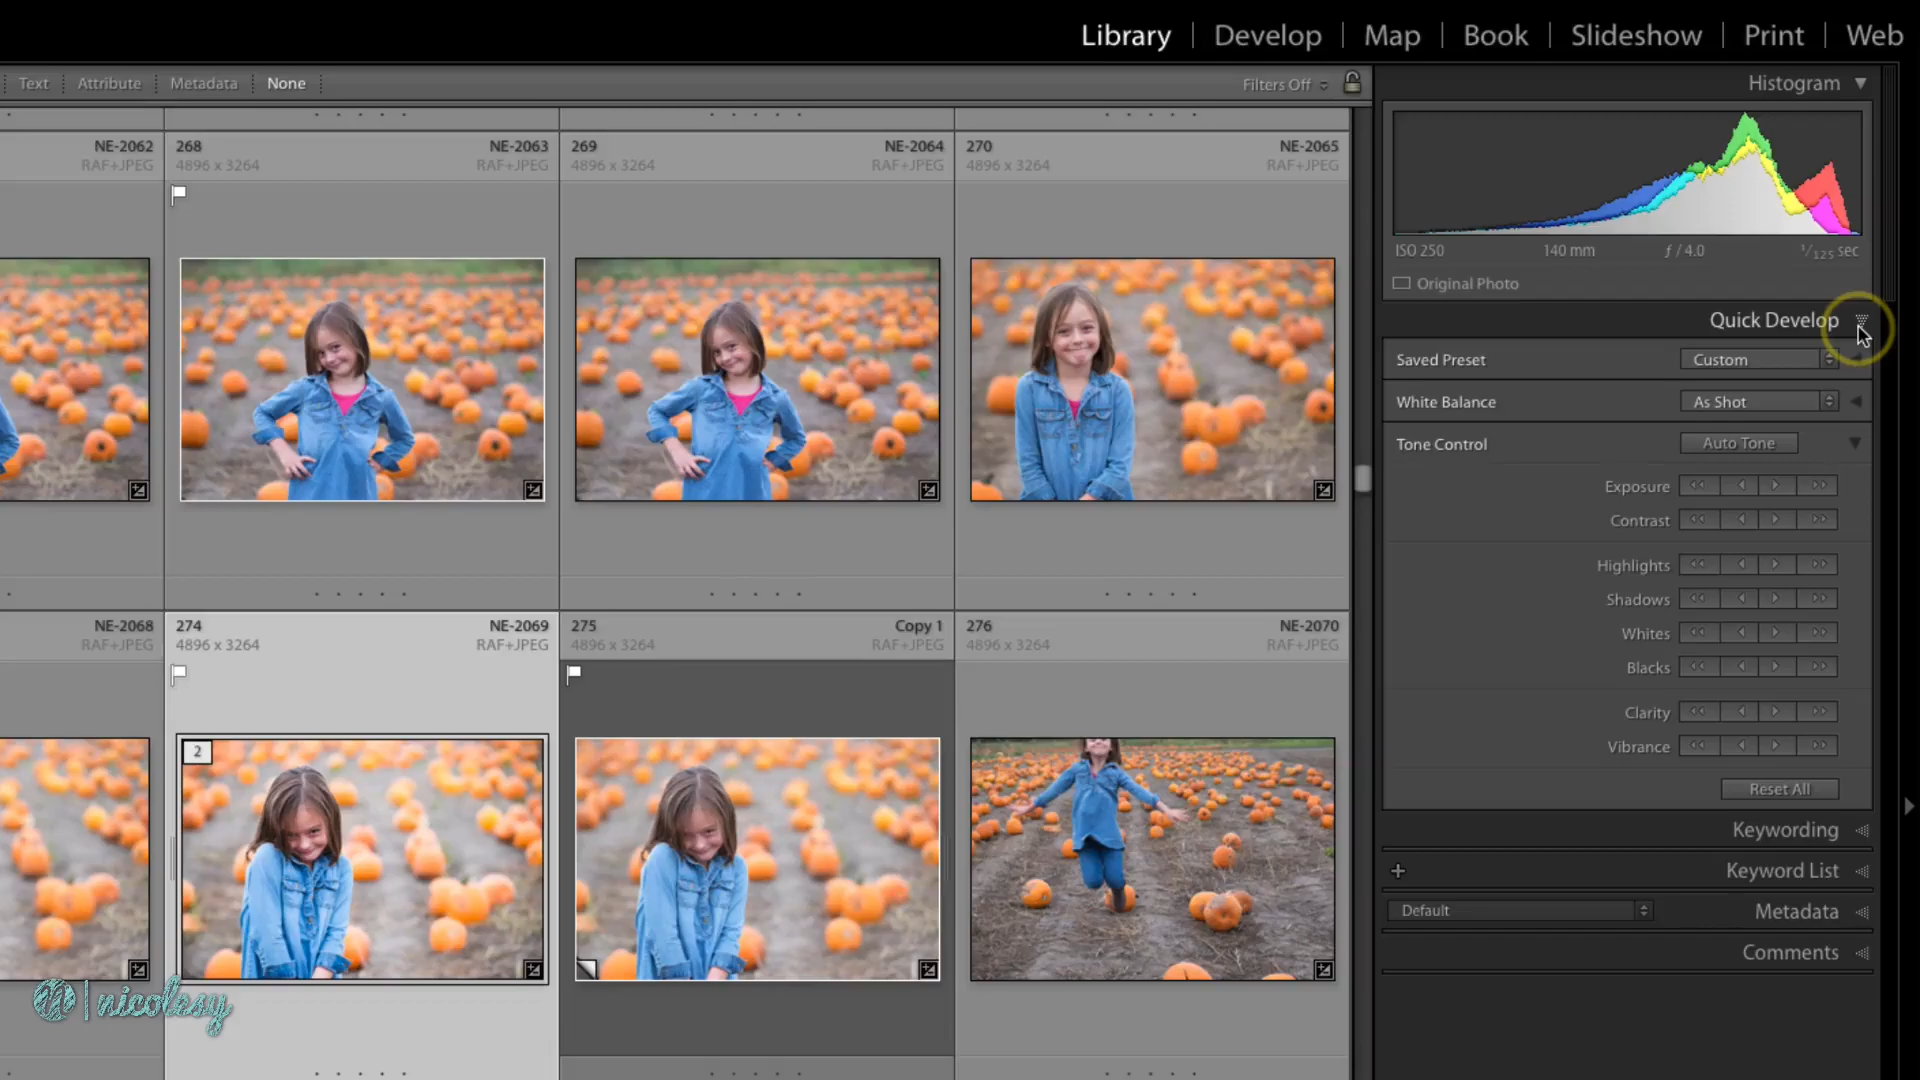 Library | Develop | Map | Book | Slideshow | Print | Web
Text Attribute Metadata None Filters Off
Histogram
ISO 250 140 mm ƒ / 4.0 1/125 sec
Original Photo
Quick Develop
Saved Preset Custom
White Balance As Shot
Tone Control Auto Tone
Exposure
Contrast
Highlights
Shadows
Whites
Blacks
Clarity
Vibrance
Reset All
Keywording
+ Keyword List
Default Metadata
Comments
NE-2062
RAF+JPEG
268 NE-2063
4896 x 3264 RAF+JPEG
269 NE-2064
4896 x 3264 RAF+JPEG
270 NE-2065
4896 x 3264 RAF+JPEG
NE-2068
RAF+JPEG
274 NE-2069
4896 x 3264 RAF+JPEG
2
275 Copy 1
4896 x 3264 RAF+JPEG
276 NE-2070
4896 x 3264 RAF+JPEG
| nicolesy